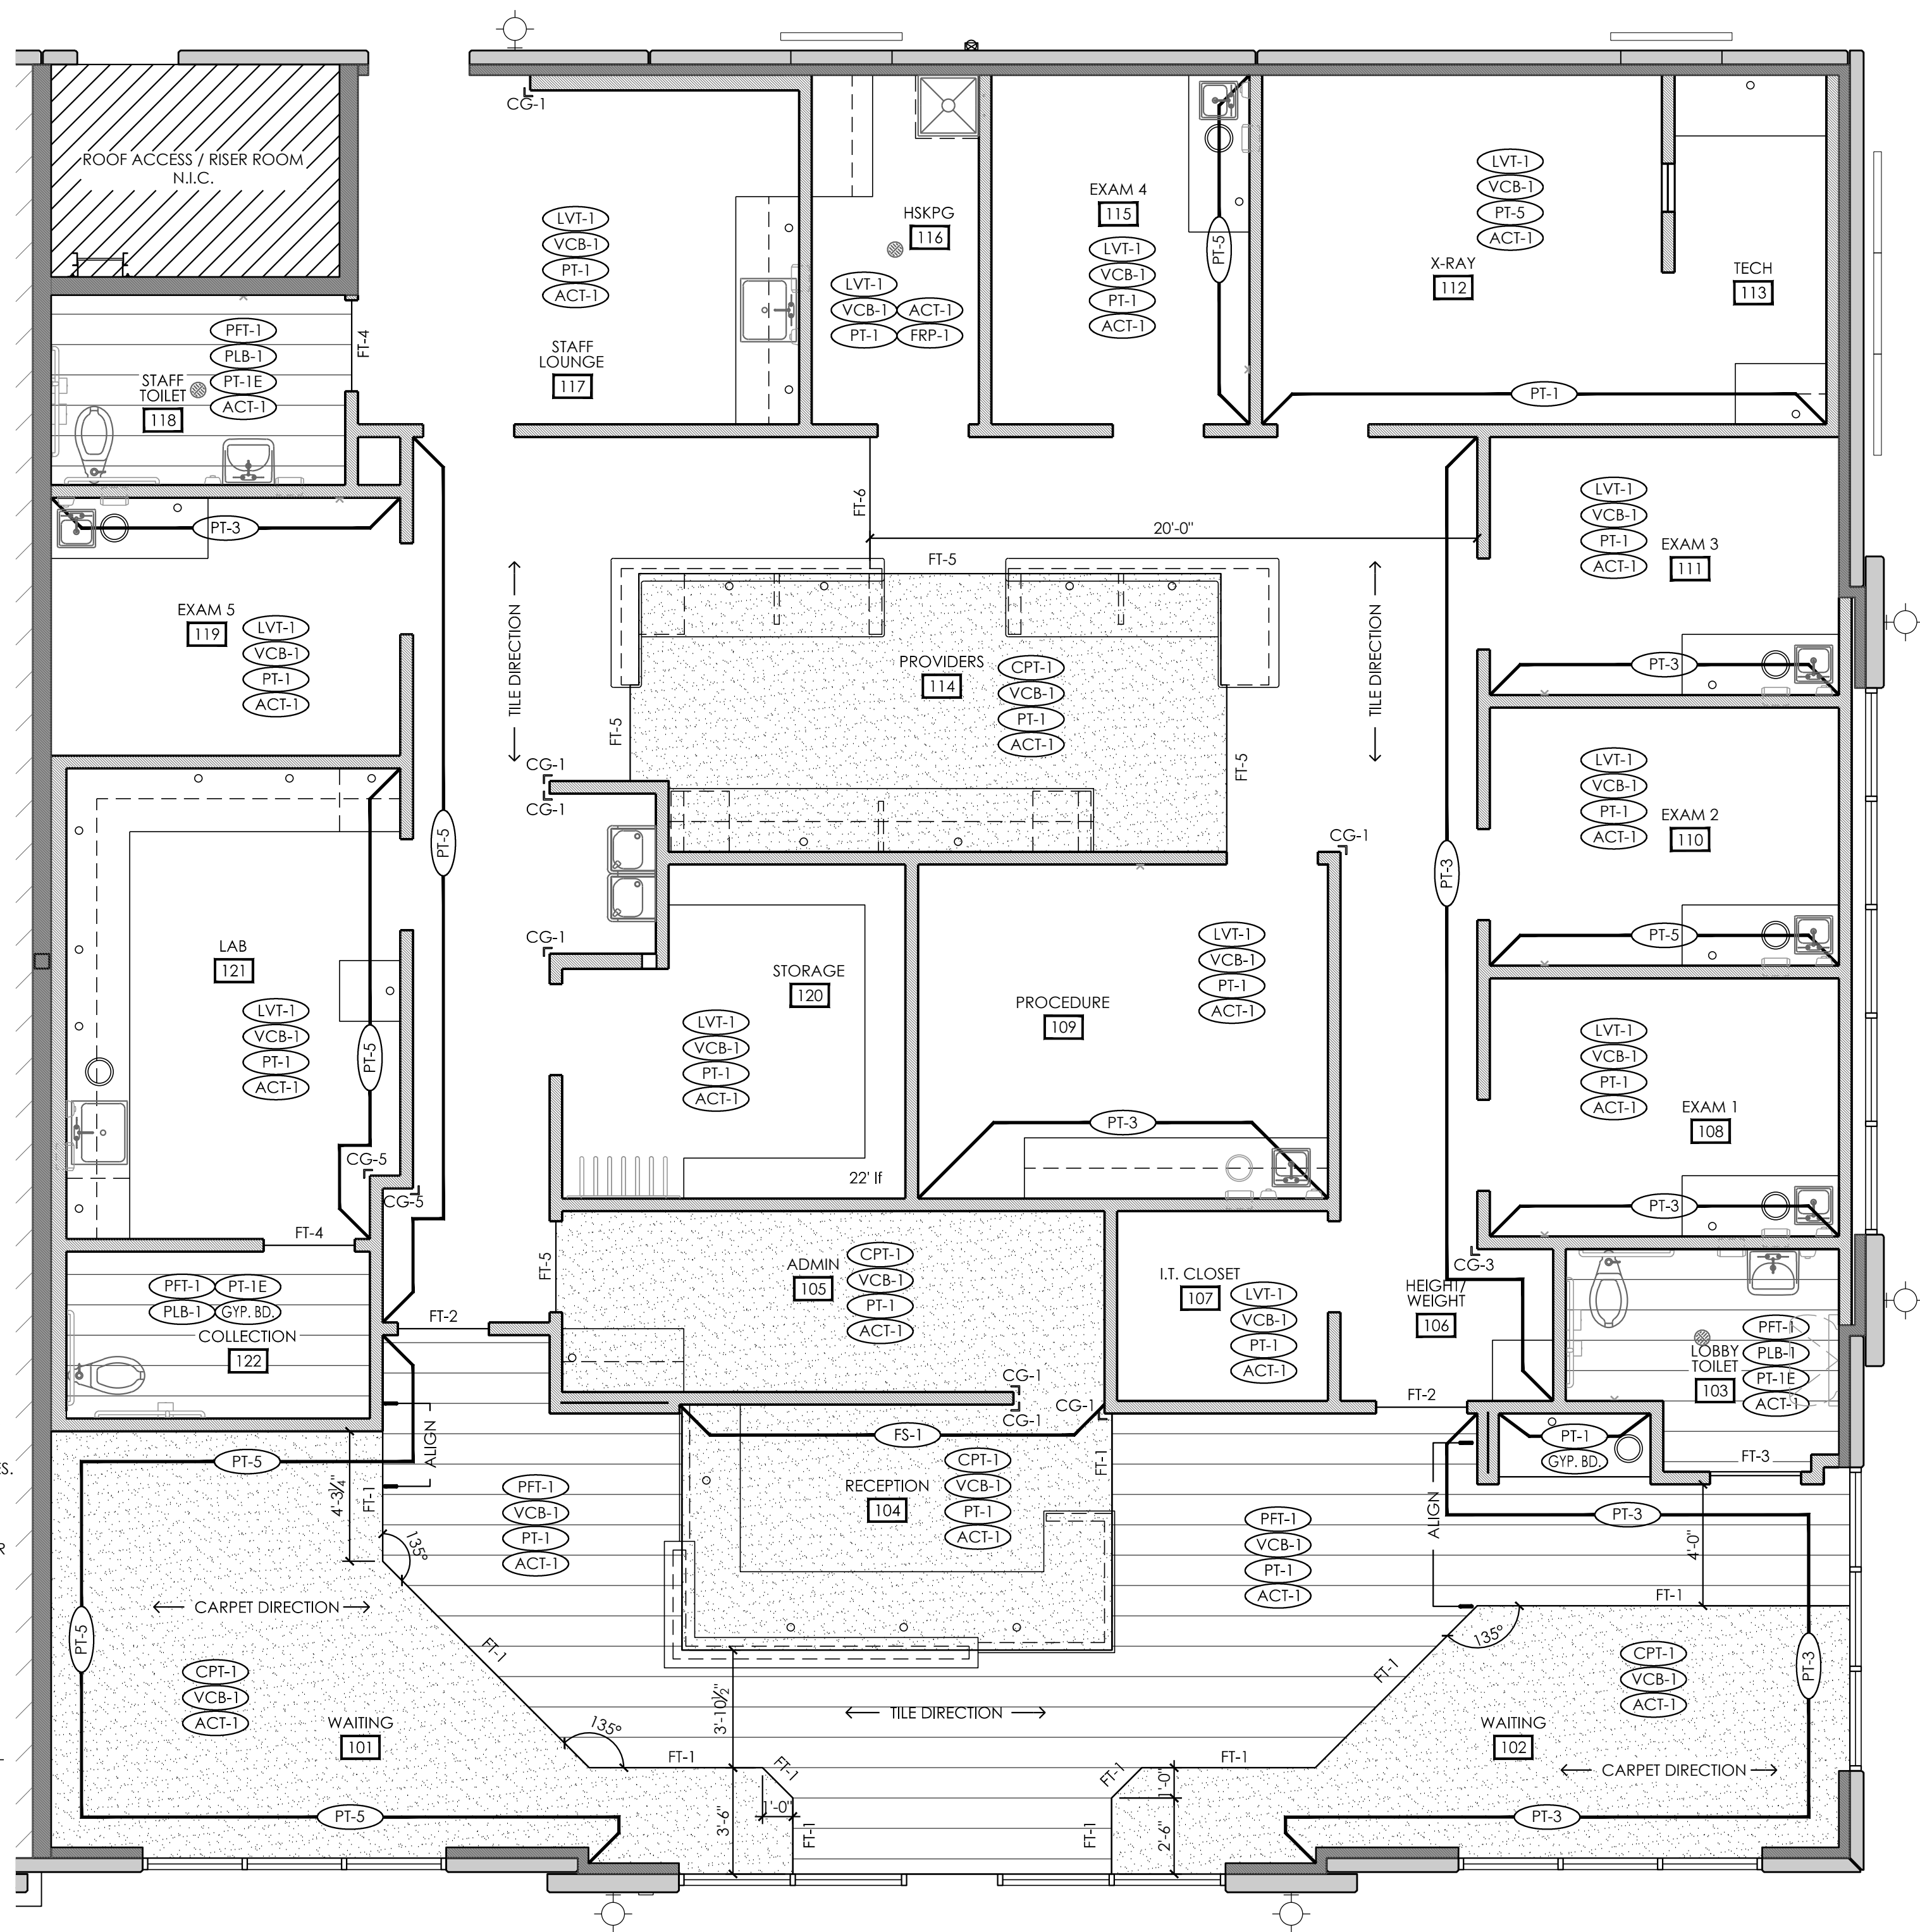 CG-1
ROOF ACCESS / RISER ROOM
N.I.C.
LVT-1
VCB-1
PT-1
ACT-1
STAFF
LOUNGE
117
HSKPG
116
LVT-1
VCB-1 ACT-1
PT-1 FRP-1
EXAM 4
115
LVT-1
VCB-1
PT-1
ACT-1
PT-5
LVT-1
VCB-1
PT-5
ACT-1
X-RAY
112
TECH
113
PT-1
PFT-1
PLB-1
PT-1E
ACT-1
STAFF
TOILET
118
FT-4
PT-3
EXAM 5
119
LVT-1
VCB-1
PT-1
ACT-1
PT-5
FT-6
20'-0"
FT-5
TILE DIRECTION
TILE DIRECTION
PROVIDERS
114
CPT-1
VCB-1
PT-1
ACT-1
FT-5
FT-5
CG-1
CG-1
CG-1
CG-1
PT-3
LVT-1
VCB-1
PT-1
ACT-1
EXAM 3
111
PT-3
LVT-1
VCB-1
PT-1
ACT-1
EXAM 2
110
PT-5
LVT-1
VCB-1
PT-1
ACT-1
EXAM 1
108
PT-3
CG-3
LAB
121
LVT-1
VCB-1
PT-1
ACT-1
PT-5
CG-5
CG-5
STORAGE
120
LVT-1
VCB-1
PT-1
ACT-1
22' lf
PROCEDURE
109
LVT-1
VCB-1
PT-1
ACT-1
PT-3
FT-4
PFT-1 PT-1E
PLB-1 GYP. BD.
COLLECTION
122
FT-2
FT-5
ADMIN
105
CPT-1
VCB-1
PT-1
ACT-1
CG-1
CG-1
CG-1
I.T. CLOSET
107
LVT-1
VCB-1
PT-1
ACT-1
HEIGHT/
WEIGHT
106
FT-2
LOBBY
TOILET
103
PFT-1
PLB-1
PT-1E
ACT-1
FT-3
PT-1
GYP. BD.
FS-1
RECEPTION
104
CPT-1
VCB-1
PT-1
ACT-1
FT-1
ALIGN
4'-3¼"
FT-1
135°
PT-5
PT-5
CARPET DIRECTION
CPT-1
VCB-1
ACT-1
WAITING
101
PT-5
PFT-1
VCB-1
PT-1
ACT-1
FT-1
135°
FT-1
FT-1
1'-0"
3'-10½"
3'-6"
FT-1
TILE DIRECTION
PFT-1
VCB-1
PT-1
ACT-1
ALIGN
PT-3
4'-0"
FT-1
135°
FT-1
FT-1
FT-1
1'-0"
2'-6"
FT-1
CPT-1
VCB-1
ACT-1
PT-3
WAITING
102
CARPET DIRECTION
PT-3
ES.
R